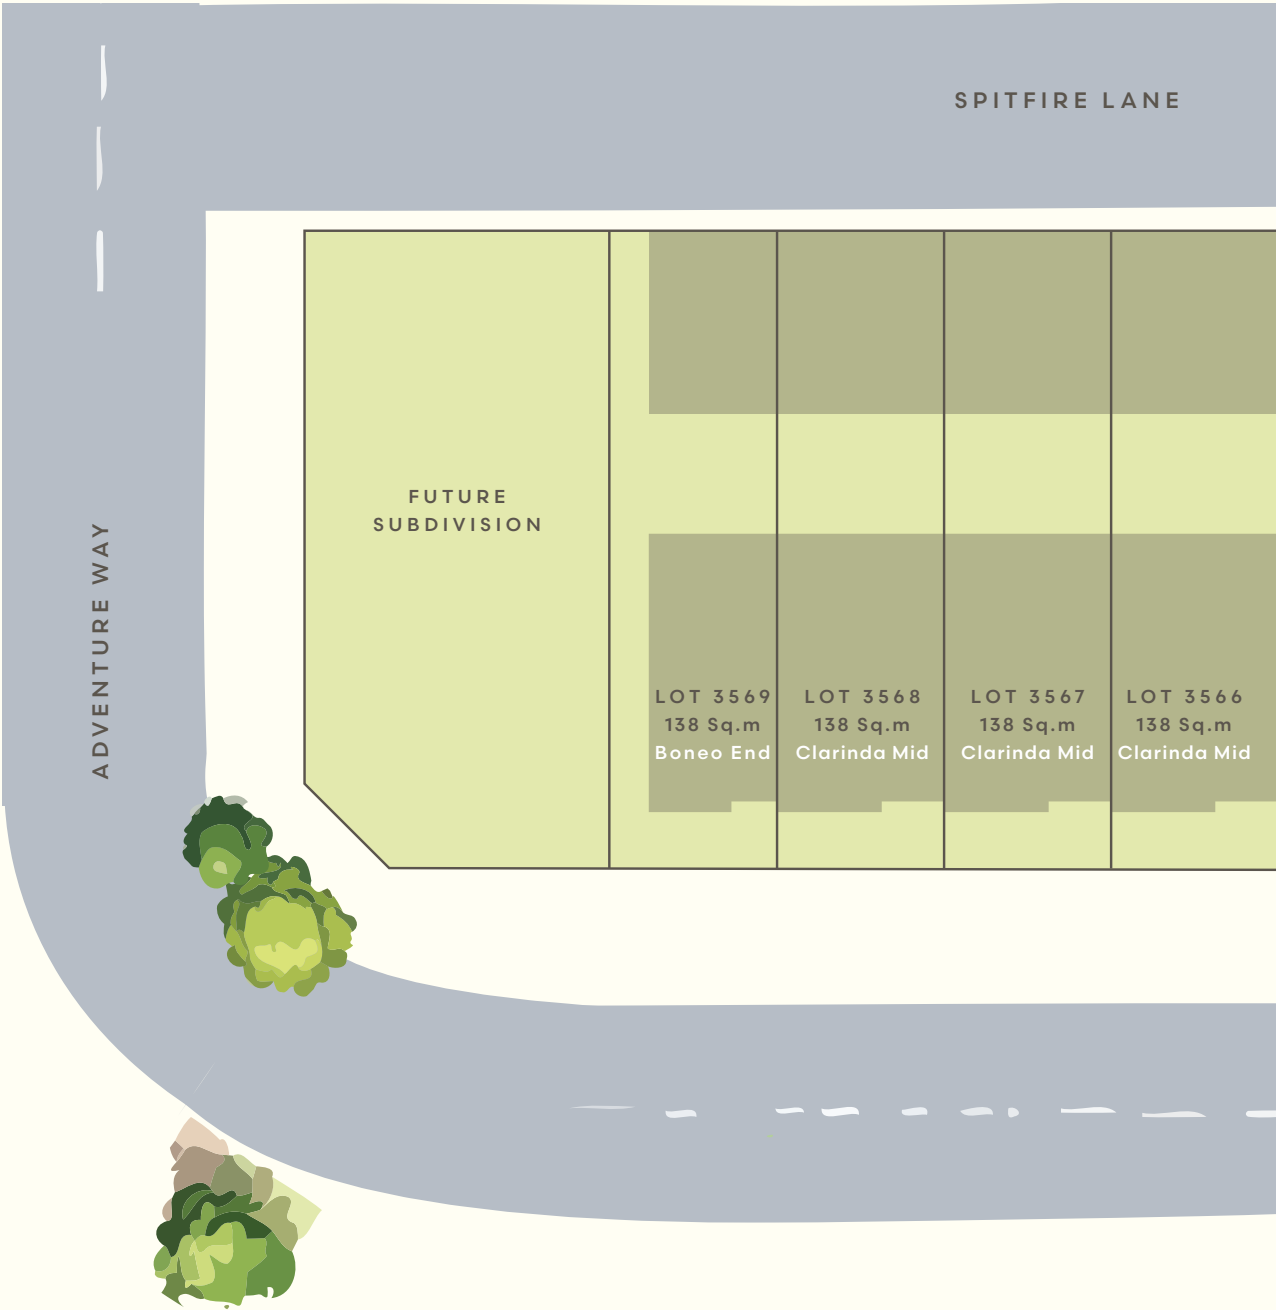 SPITFIRE LANE
ADVENTURE WAY
FUTURE
SUBDIVISION
LOT 3569
138 Sq.m
Boneo End
LOT 3568
138 Sq.m
Clarinda Mid
LOT 3567
138 Sq.m
Clarinda Mid
LOT 3566
138 Sq.m
Clarinda Mid